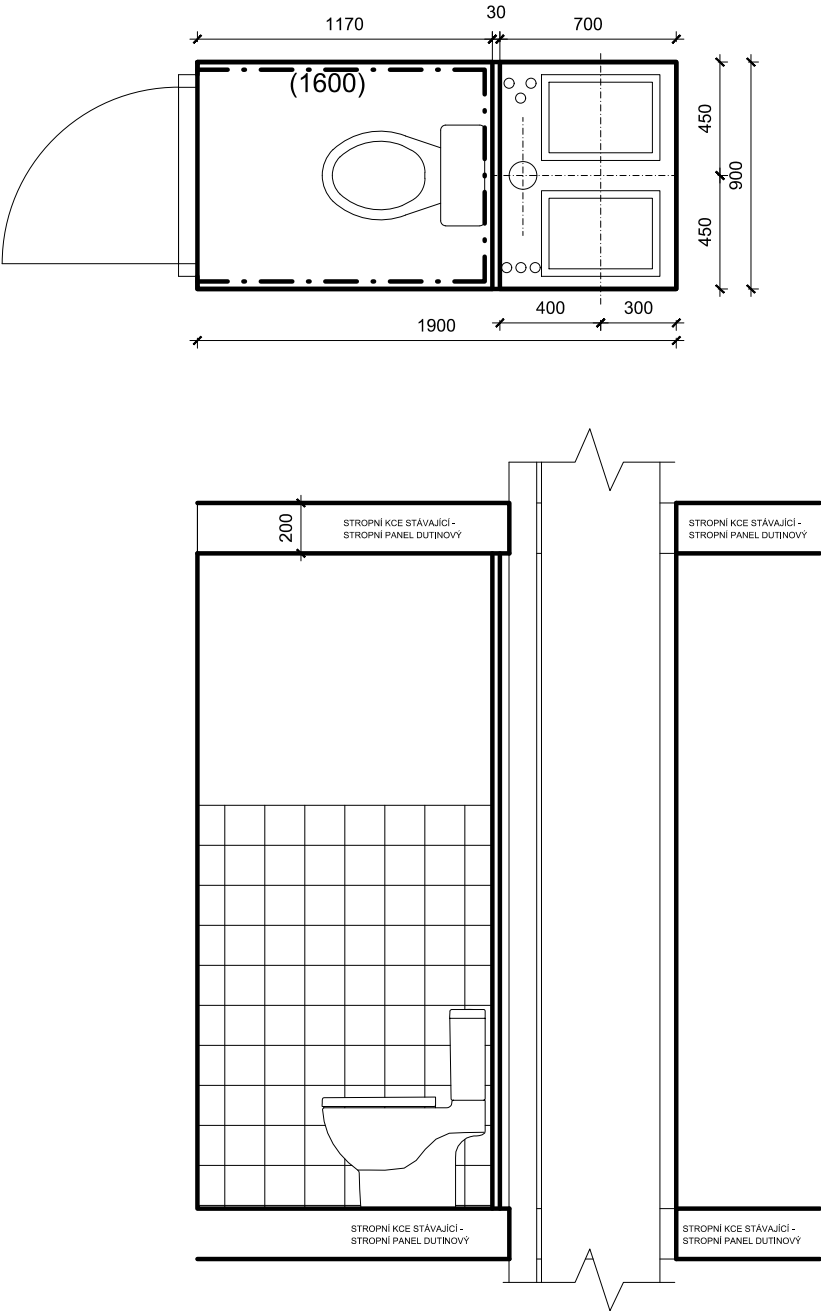 1170
30
700
(1600)
450
900
450
400
300
1900
200
STROPNÍ KCE STÁVAJÍCÍ -
STROPNÍ PANEL DUTINOVÝ
STROPNÍ KCE STÁVAJÍCÍ -
STROPNÍ PANEL DUTINOVÝ
STROPNÍ KCE STÁVAJÍCÍ -
STROPNÍ PANEL DUTINOVÝ
STROPNÍ KCE STÁVAJÍCÍ -
STROPNÍ PANEL DUTINOVÝ